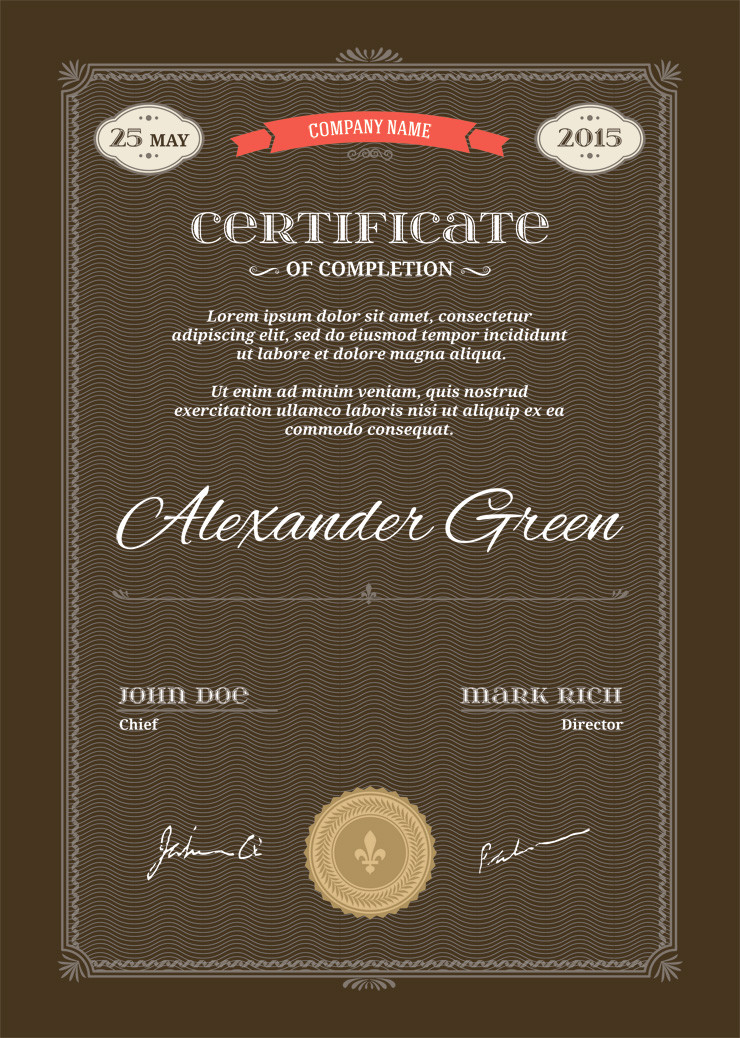 25 MAY
COMPANY NAME
2015
CERTIFICATE
OF COMPLETION
Lorem ipsum dolor sit amet, consectetur
adipiscing elit, sed do eiusmod tempor incididunt
ut labore et dolore magna aliqua.
Ut enim ad minim veniam, quis nostrud
exercitation ullamco laboris nisi ut aliquip ex ea
commodo consequat.
Alexander Green
JOHN DOE
MARK RICH
Chief
Director